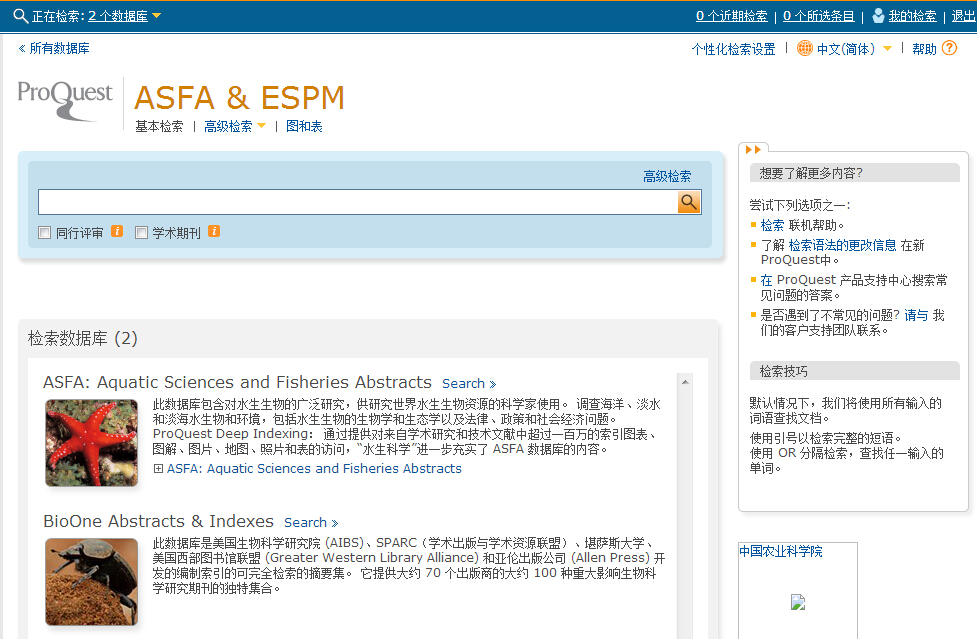 正在检索: 2 个数据库
0 个近期检索 | 0 个所选条目 | 我的检索 | 退出
« 所有数据库
个性化检索设置 | 中文(简体) | 帮助 ?
ProQuest
ASFA & ESPM
基本检索 | 高级检索 | 图和表
高级检索
同行评审 i 学术期刊 i
检索数据库 (2)
ASFA: Aquatic Sciences and Fisheries Abstracts Search »
此数据库包含对水生生物的广泛研究，供研究世界水生生物资源的科学家使用。 调查海洋、淡水
和淡海水生物和环境，包括水生生物的生物学和生态学以及法律、政策和社会经济问题。
ProQuest Deep Indexing： 通过提供对来自学术研究和技术文献中超过一百万的索引图表、
图解、图片、地图、照片和表的访问，“水生科学”进一步充实了 ASFA 数据库的内容。
ASFA: Aquatic Sciences and Fisheries Abstracts
BioOne Abstracts & Indexes Search »
此数据库是美国生物科学研究院 (AIBS)、SPARC（学术出版与学术资源联盟）、堪萨斯大学、
美国西部图书馆联盟 (Greater Western Library Alliance) 和亚伦出版公司 (Allen Press) 开
发的编制索引的可完全检索的摘要集。 它提供大约 70 个出版商的大约 100 种重大影响生物科
学研究期刊的独特集合。
想要了解更多内容？
尝试下列选项之一：
检索 联机帮助。
了解 检索语法的更改信息 在新
ProQuest中。
在 ProQuest 产品支持中心搜索常
见问题的答案。
是否遇到了不常见的问题？ 请与 我
们的客户支持团队联系。
检索技巧
默认情况下，我们将使用所有输入的
词语查找文档。
使用引号以检索完整的短语。
使用 OR 分隔检索，查找任一输入的
单词。
中国农业科学院